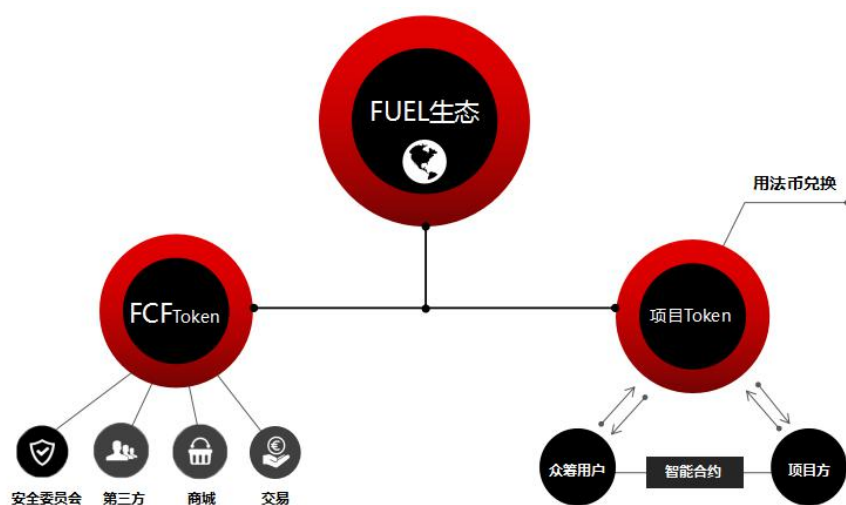 FUEL生态
用法币兑换
FCFToken
项目Token
安全委员会
第三方
商城
交易
众筹用户
智能合约
项目方